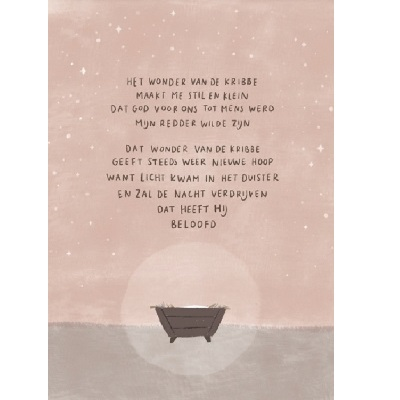 HET WONDER VAN DE KRIBBE
MAAKT ME STIL EN KLEIN
DAT GOD VOOR ONS TOT MENS WERD
MIJN REDDER WILDE ZIJN
DAT WONDER VAN DE KRIBBE
GEEFT STEEDS WEER NIEUWE HOOP
WANT LICHT KWAM IN HET DUISTER
EN ZAL DE NACHT VERDRIJVEN
DAT HEEFT HIJ
BELOOFD